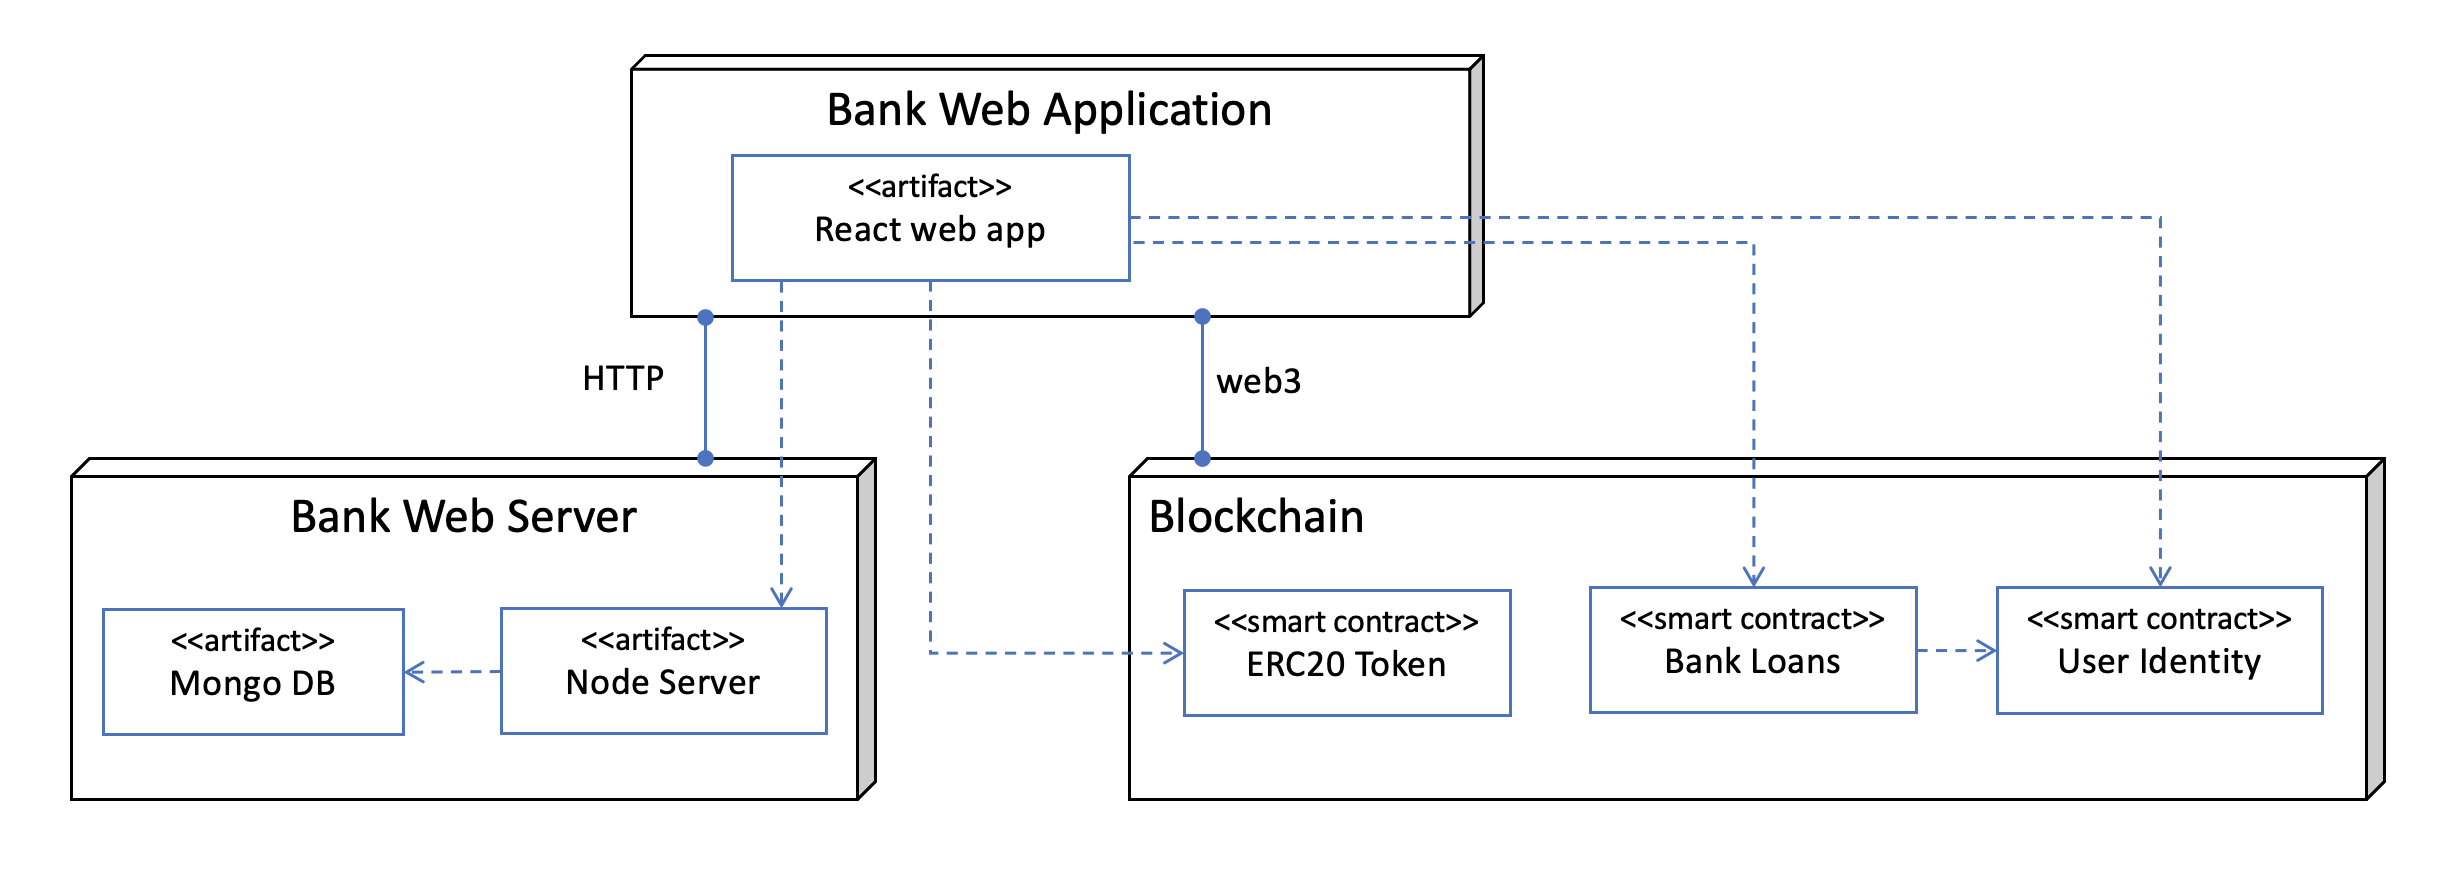 Bank Web Application
<<artifact>>
React web app
HTTP
web3
Bank Web Server
<<artifact>>
Mongo DB
<<artifact>>
Node Server
Blockchain
<<smart contract>>
ERC20 Token
<<smart contract>>
Bank Loans
<<smart contract>>
User Identity